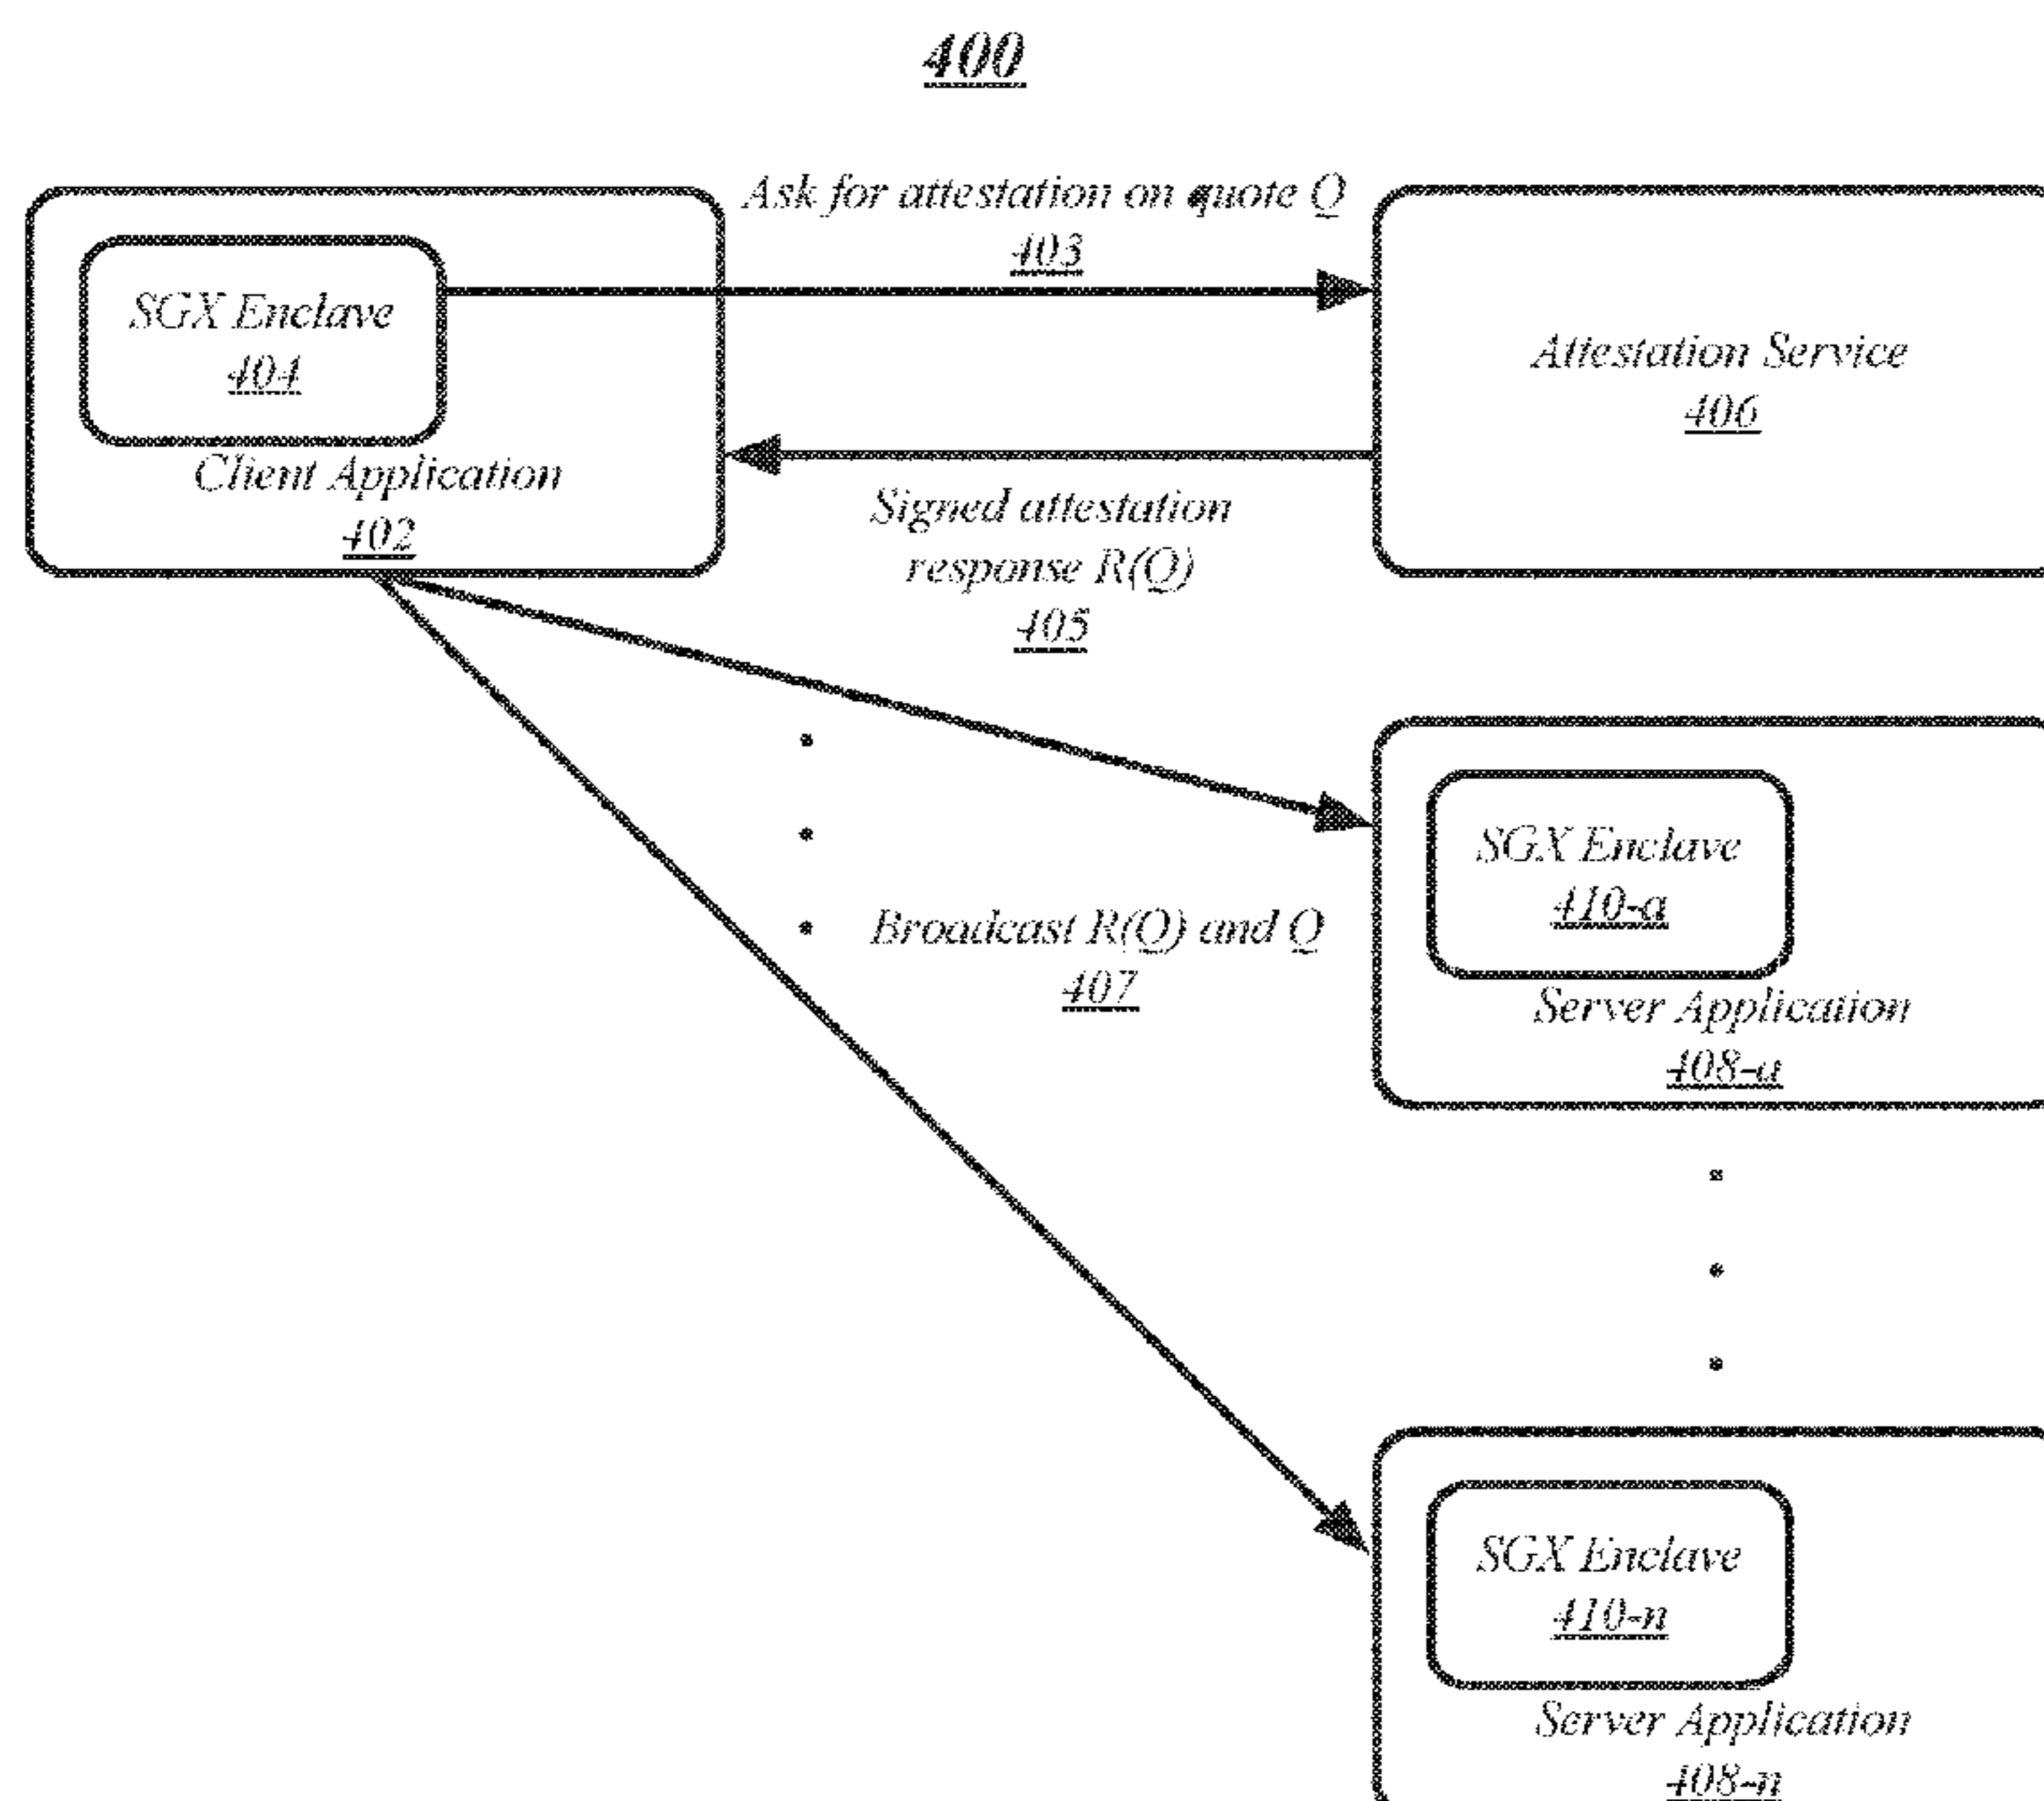 400
Ask for attestation on quote Q
403
SGX Enclave
404
Client Application
402
Attestation Service
406
Signed attestation
response R(Q)
405
Broadcast R(Q) and Q
407
SGX Enclave
410-a
Server Application
408-a
SGX Enclave
410-n
Server Application
408-n